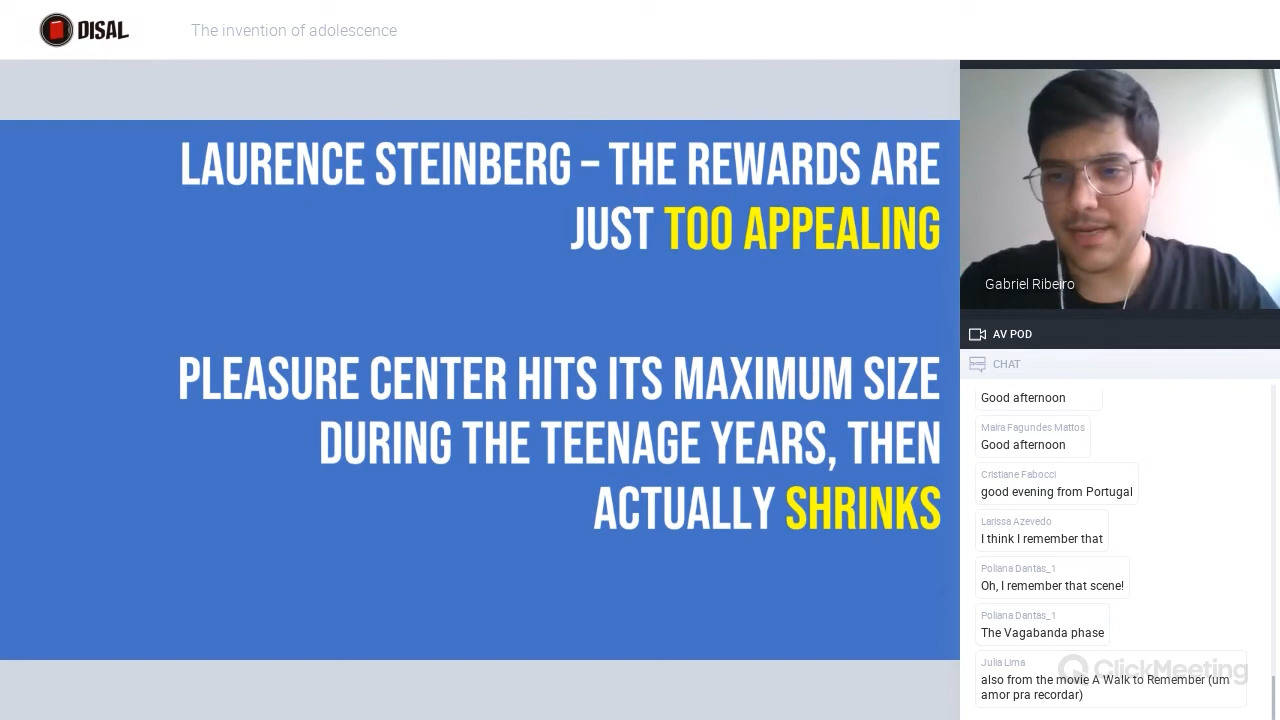 DISAL
The invention of adolescence
LAURENCE STEINBERG – THE REWARDS ARE
JUST TOO APPEALING
PLEASURE CENTER HITS ITS MAXIMUM SIZE
DURING THE TEENAGE YEARS, THEN
ACTUALLY SHRINKS
Gabriel Ribeiro
AV POD
CHAT
Good afternoon
Maira Fagundes Mattos
Good afternoon
Cristiane Fabocci
good evening from Portugal
Larissa Azevedo
I think I remember that
Poliana Dantas_1
Oh, I remember that scene!
Poliana Dantas_1
The Vagabanda phase
Julia Lima
also from the movie A Walk to Remember (um
amor pra recordar)
ClickMeeting